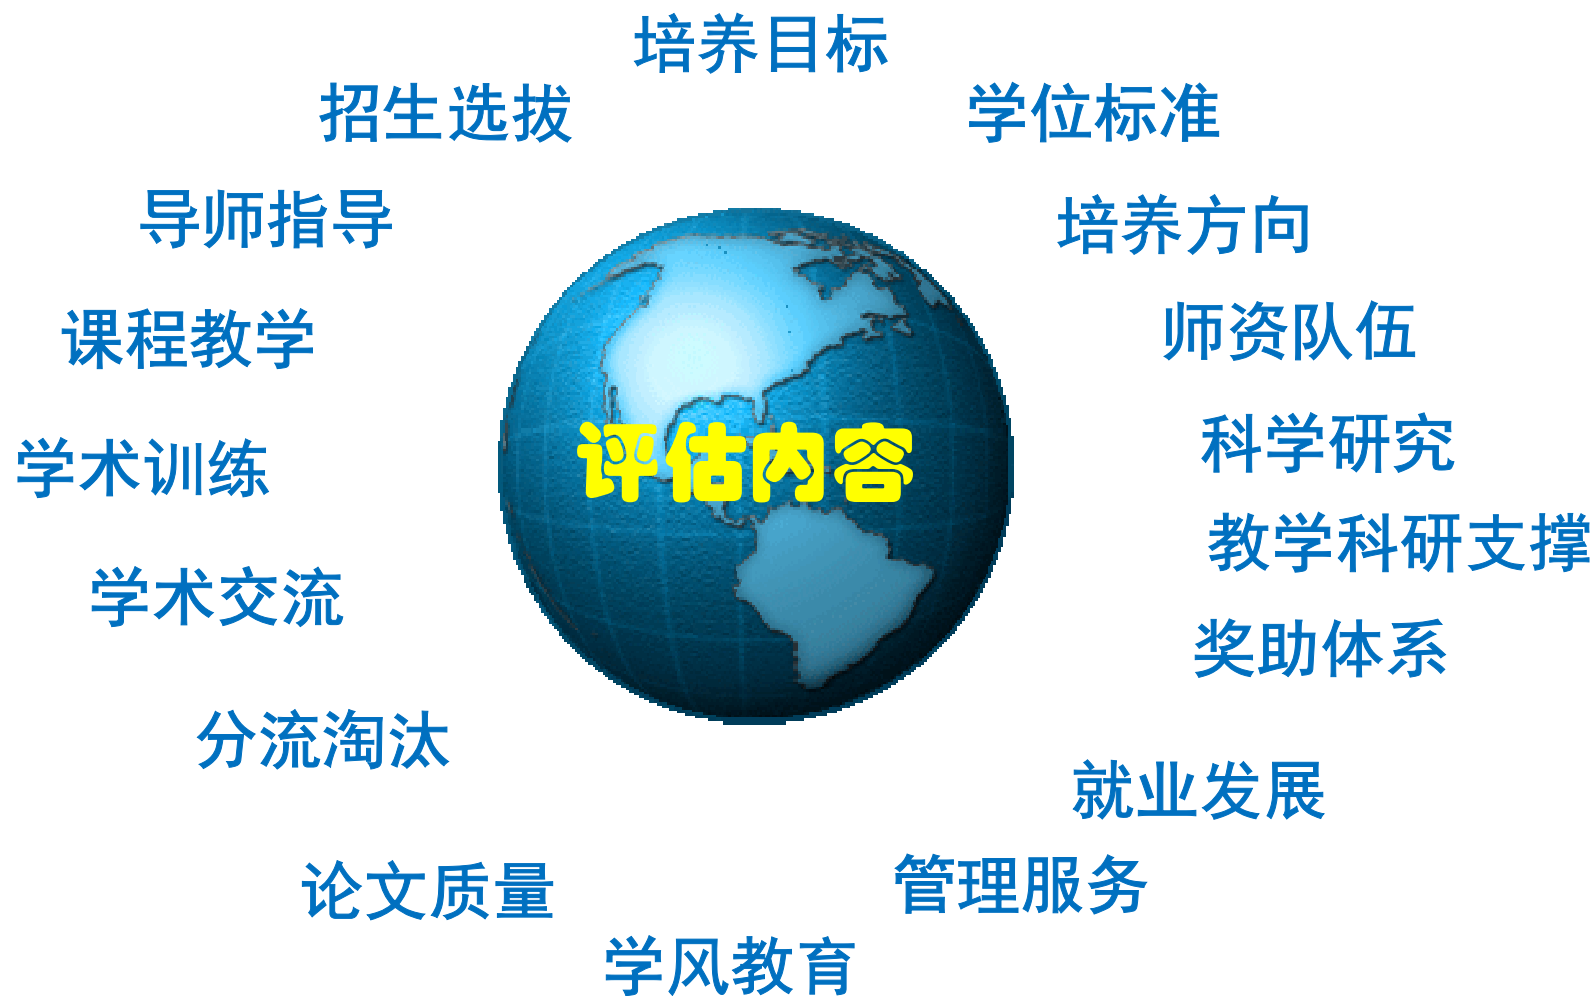 培养目标
招生选拔
学位标准
导师指导
培养方向
师资队伍
课程教学
科学研究
评估内容
学术训练
教学科研支撑
学术交流
奖助体系
分流淘汰
就业发展
论文质量
管理服务
学风教育